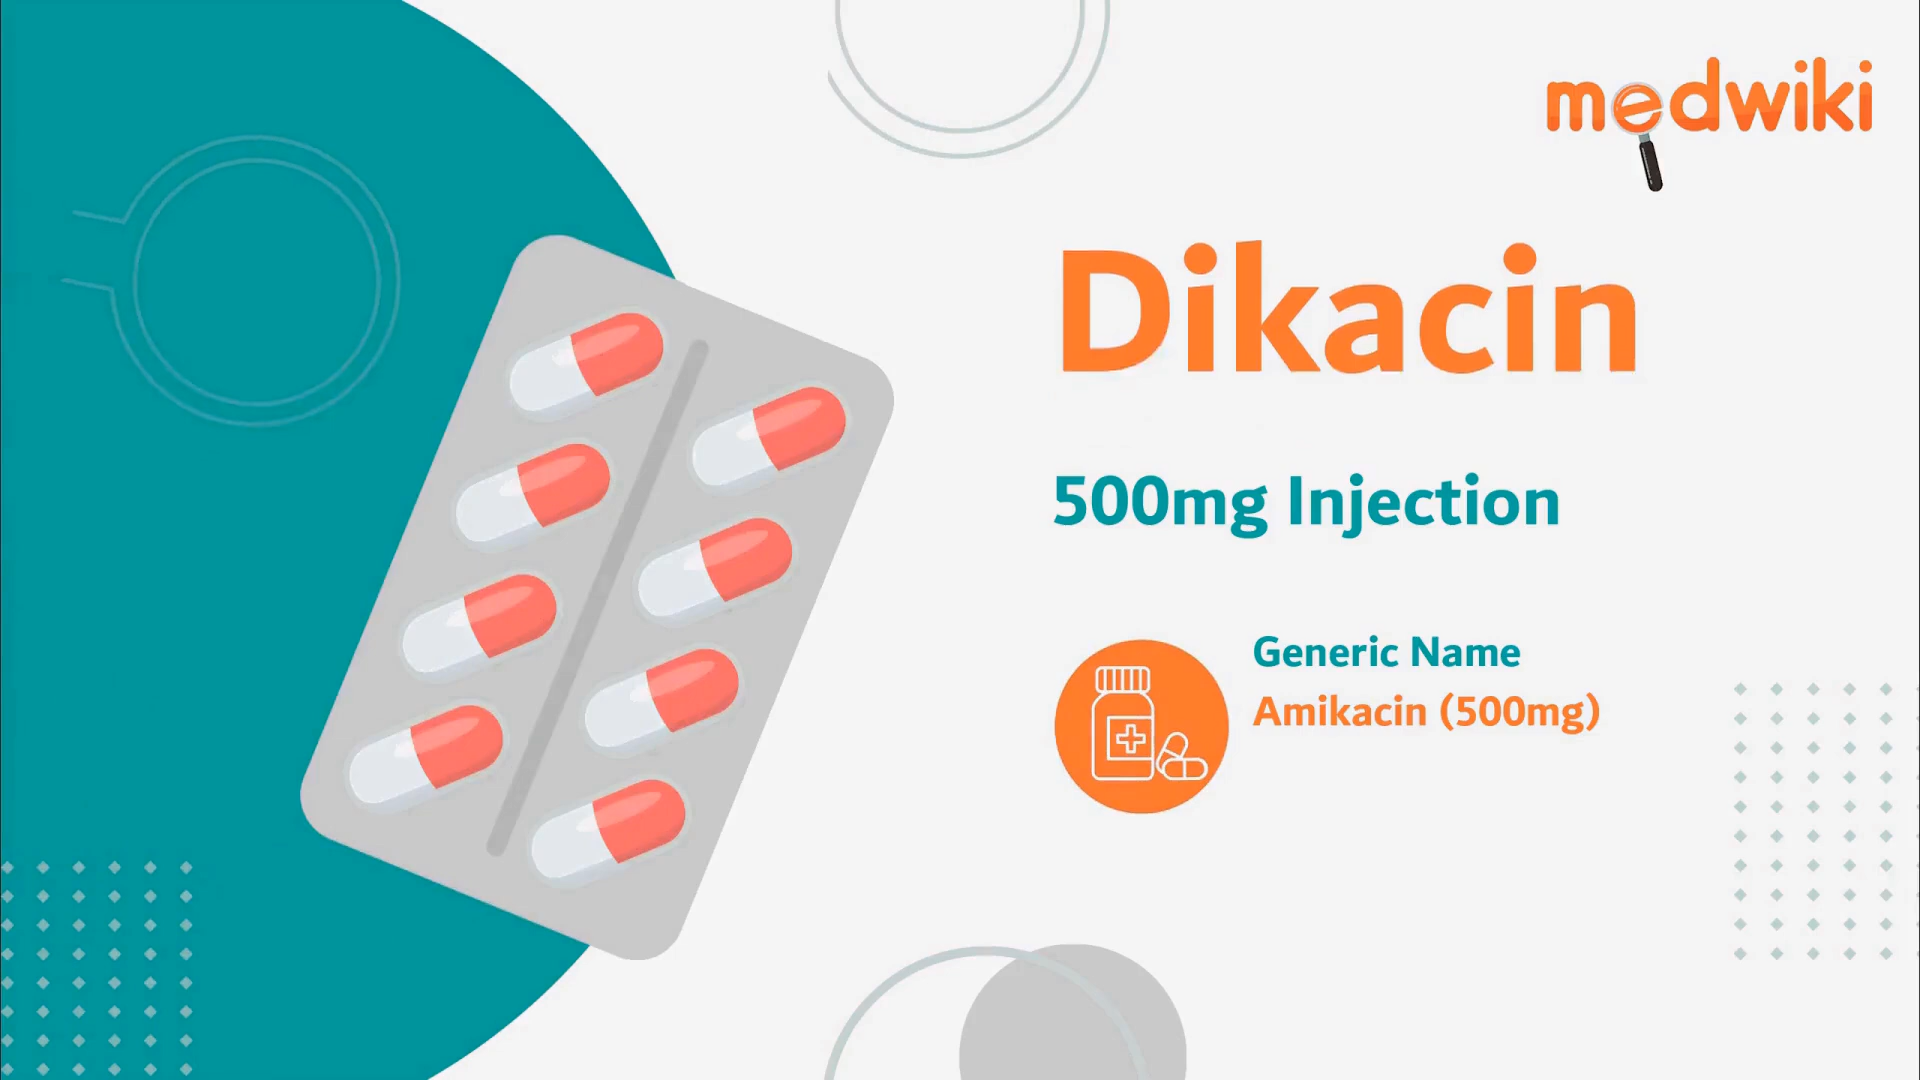 medwiki
Dikacin
500mg Injection
Generic Name
Amikacin (500mg)